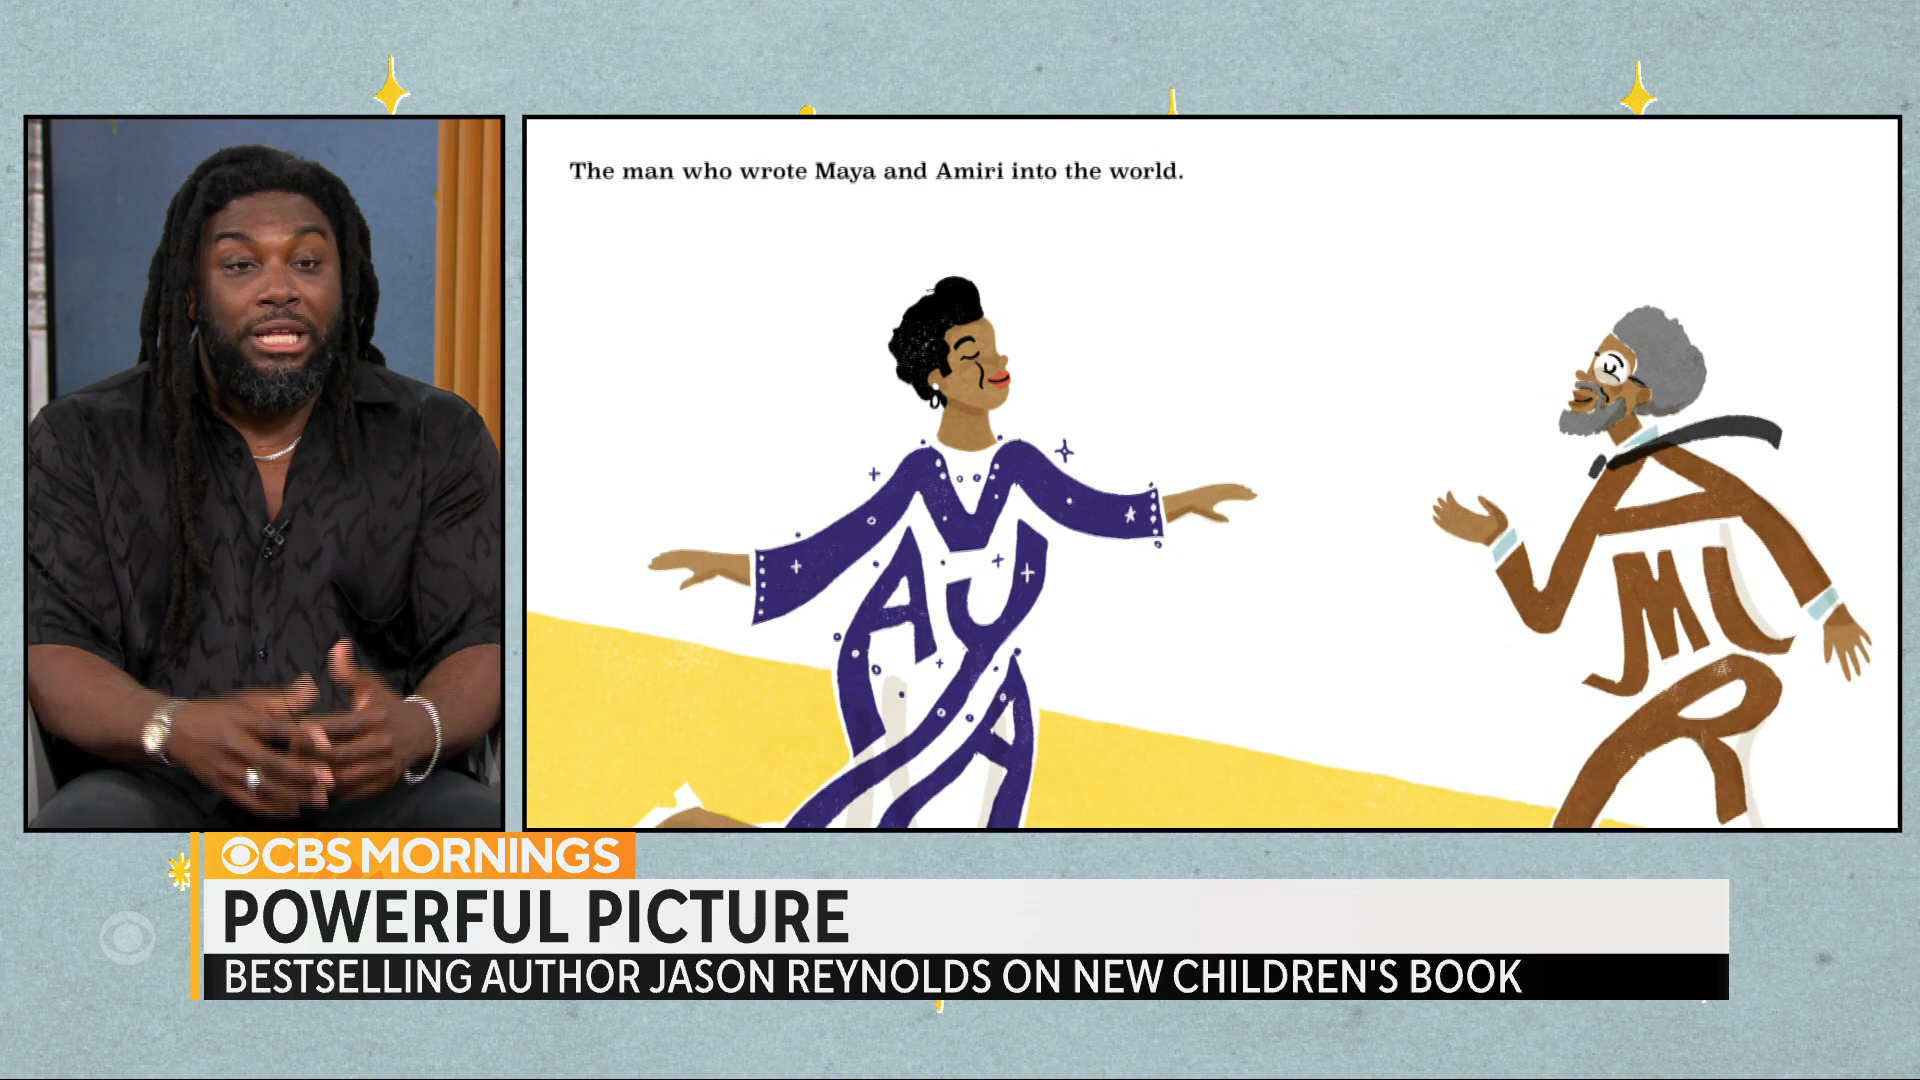 The man who wrote Maya and Amiri into the world.
MAYA
AMIRI
CBS MORNINGS
POWERFUL PICTURE
BESTSELLING AUTHOR JASON REYNOLDS ON NEW CHILDREN'S BOOK